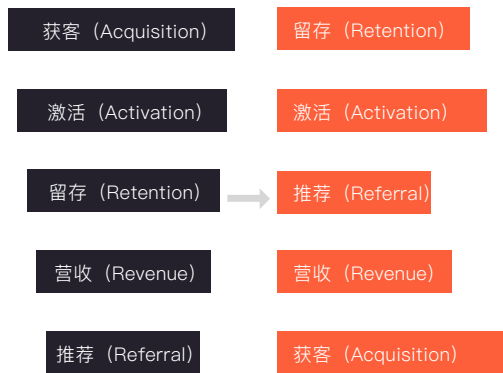 获客（Acquisition）
激活（Activation）
留存（Retention）
营收（Revenue）
推荐（Referral）
留存（Retention）
激活（Activation）
推荐（Referral）
营收（Revenue）
获客（Acquisition）